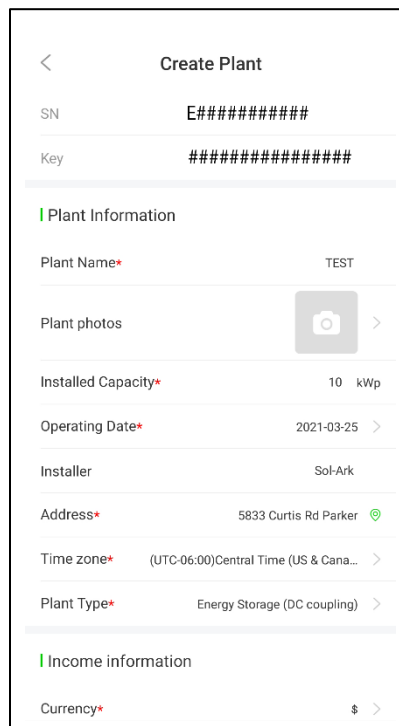 Create Plant
SN E###########
Key ################
Plant Information
Plant Name* TEST
Plant photos
Installed Capacity* 10 kWp
Operating Date* 2021-03-25
Installer Sol-Ark
Address* 5833 Curtis Rd Parker
Time zone* (UTC-06:00)Central Time (US & Cana...
Plant Type* Energy Storage (DC coupling)
Income information
Currency* $